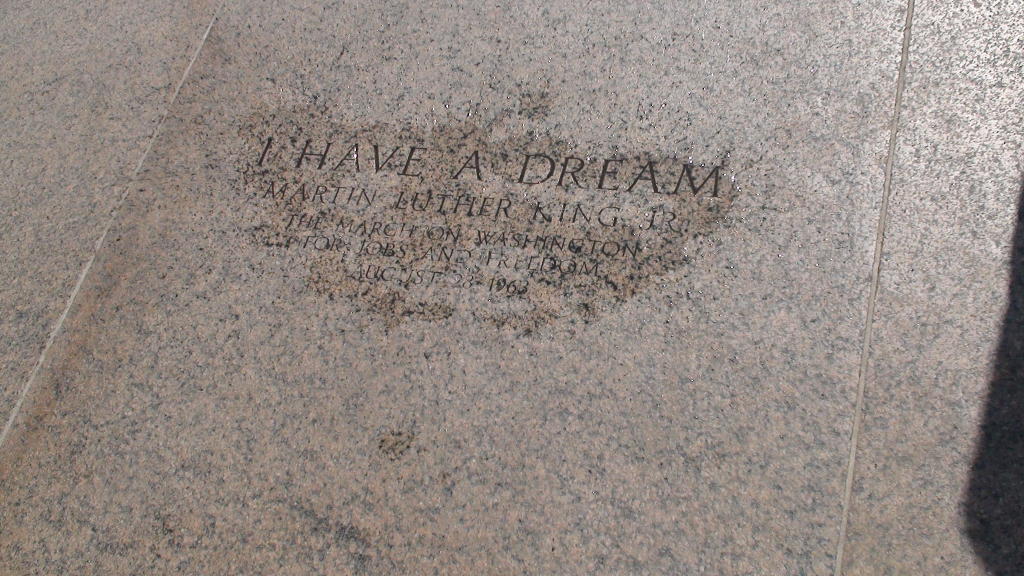 I HAVE A DREAM
MARTIN LUTHER KING, JR.
THE MARCH ON WASHINGTON
FOR JOBS AND FREEDOM
AUGUST 28, 1963